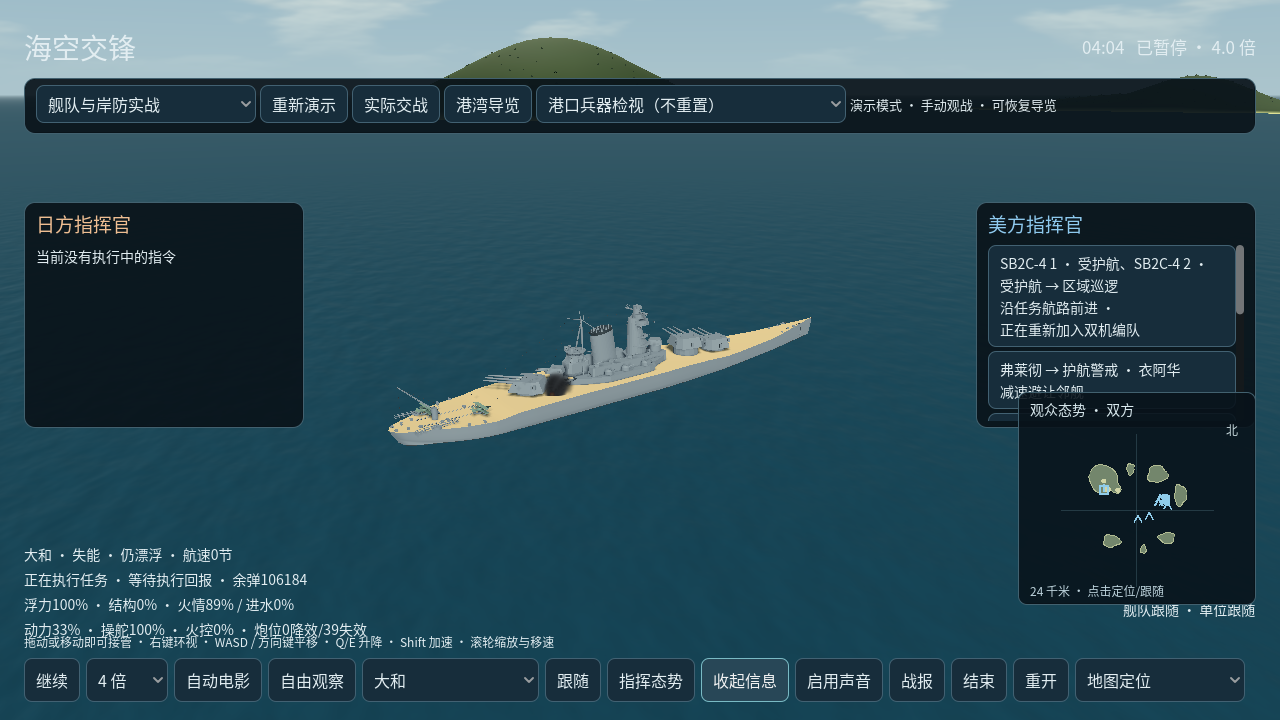 海空交锋
04:04 已暂停 · 4.0 倍
舰队与岸防实战
重新演示
实际交战
港湾导览
港口兵器检视（不重置）
演示模式 · 手动观战 · 可恢复导览
日方指挥官
当前没有执行中的指令
美方指挥官
SB2C-4 1 · 受护航、SB2C-4 2 ·
受护航 → 区域巡逻
沿任务航路前进 ·
正在重新加入双机编队
弗莱彻 → 护航警戒 · 衣阿华
减速避让邻舰
观众态势 · 双方
北
24 千米 · 点击定位/跟随
舰队跟随 · 单位跟随
大和 · 失能 · 仍漂浮 · 航速0节
正在执行任务 · 等待执行回报 · 余弹106184
浮力100% · 结构0% · 火情89% / 进水0%
动力33% · 操舵100% · 火控0% · 炮位0降效/39失效
拖动或移动即可接管 · 右键环视 · WASD / 方向键平移 · Q/E 升降 · Shift 加速 · 滚轮缩放与移速
继续
4 倍
自动电影
自由观察
大和
跟随
指挥态势
收起信息
启用声音
战报
结束
重开
地图定位